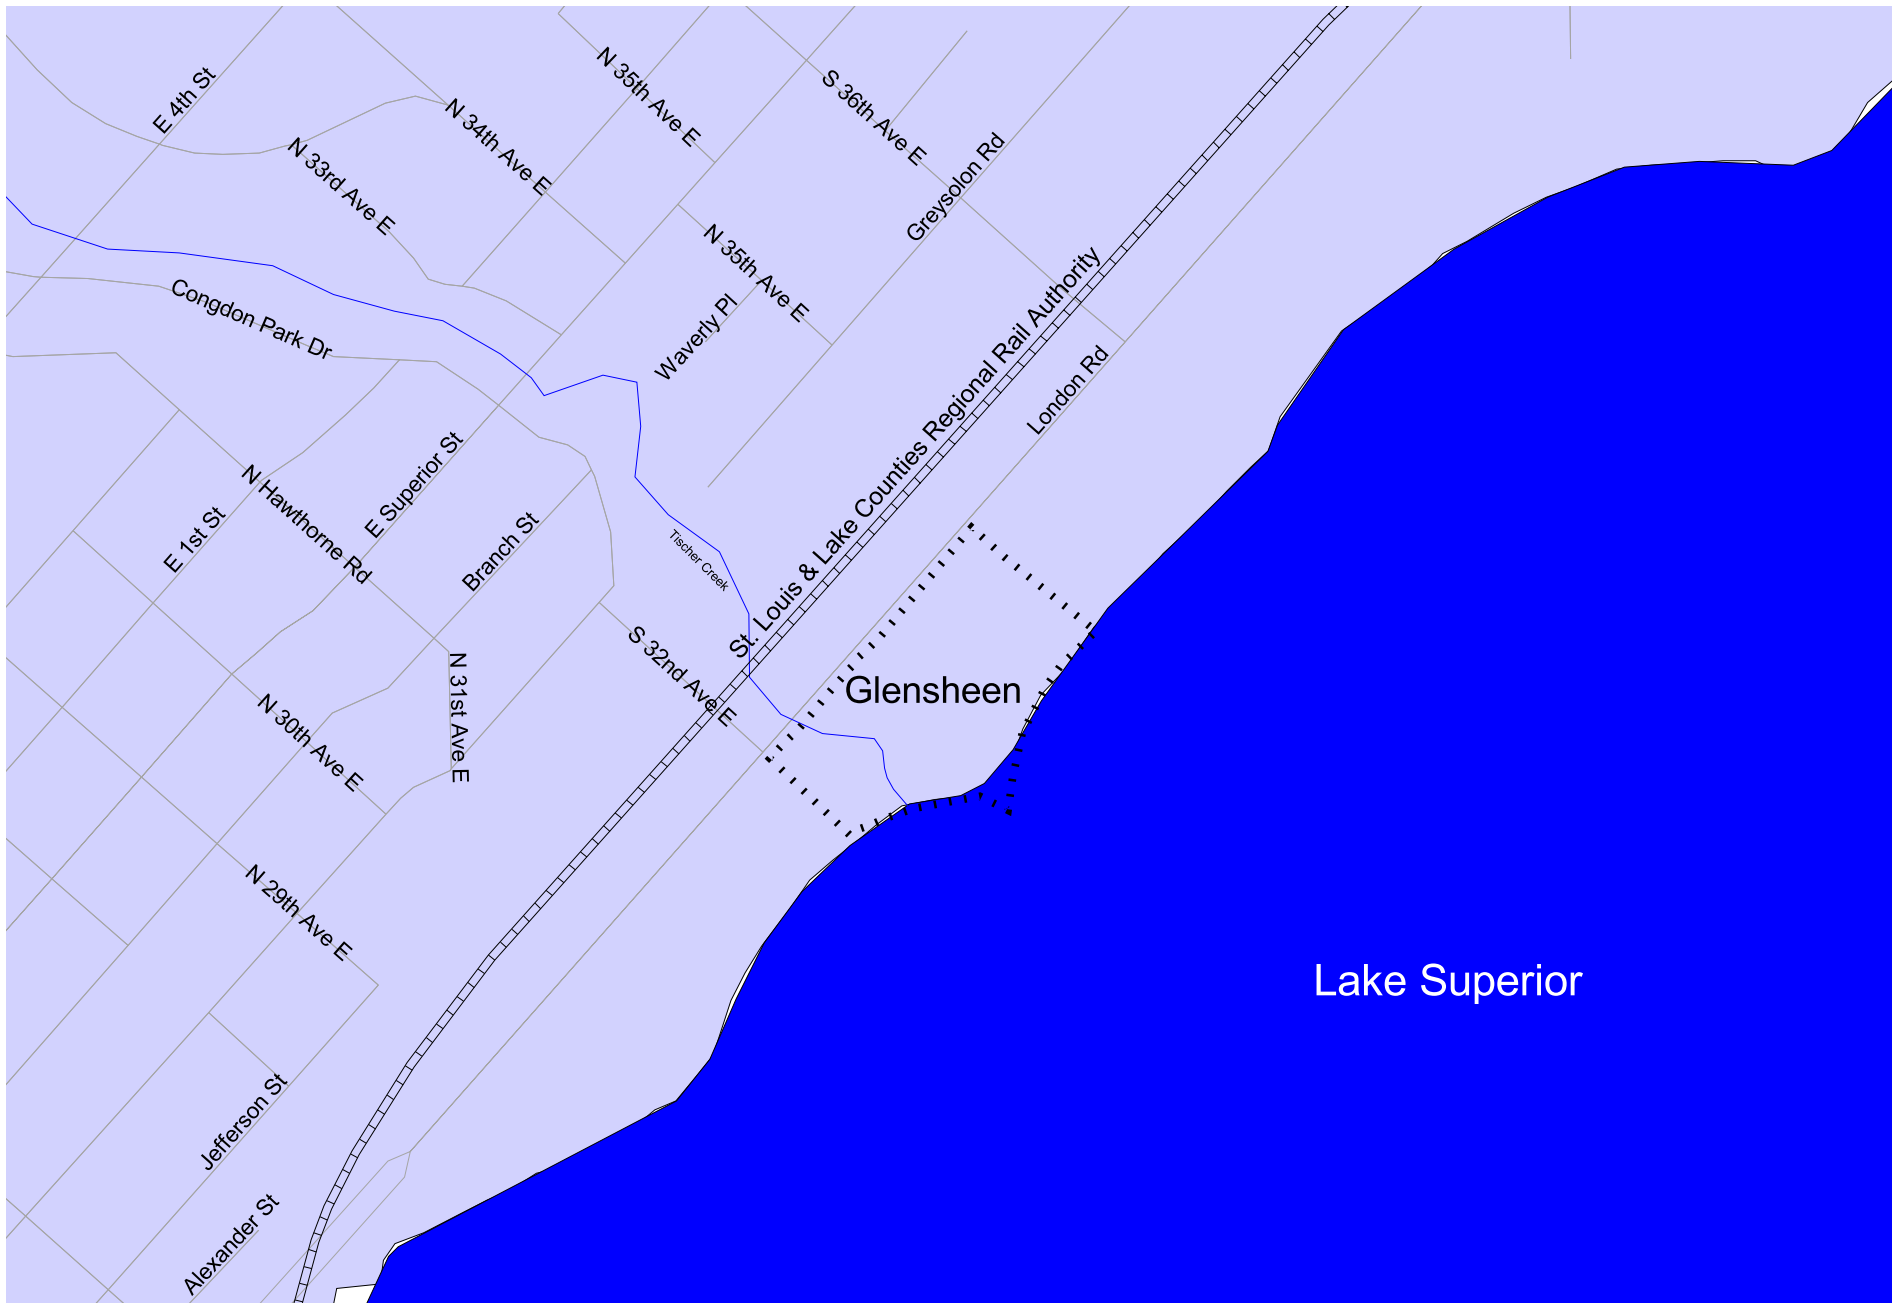 E 4th St
N 35th Ave E
S 36th Ave E
N 34th Ave E
N 33rd Ave E
Greysolon Rd
N 35th Ave E
Waverly Pl
Congdon Park Dr
St. Louis & Lake Counties Regional Rail Authority
London Rd
E Superior St
N Hawthorne Rd
E 1st St
Branch St
Tischer Creek
S 32nd Ave E
N 31st Ave E
Glensheen
N 30th Ave E
N 29th Ave E
Lake Superior
Jefferson St
Alexander St